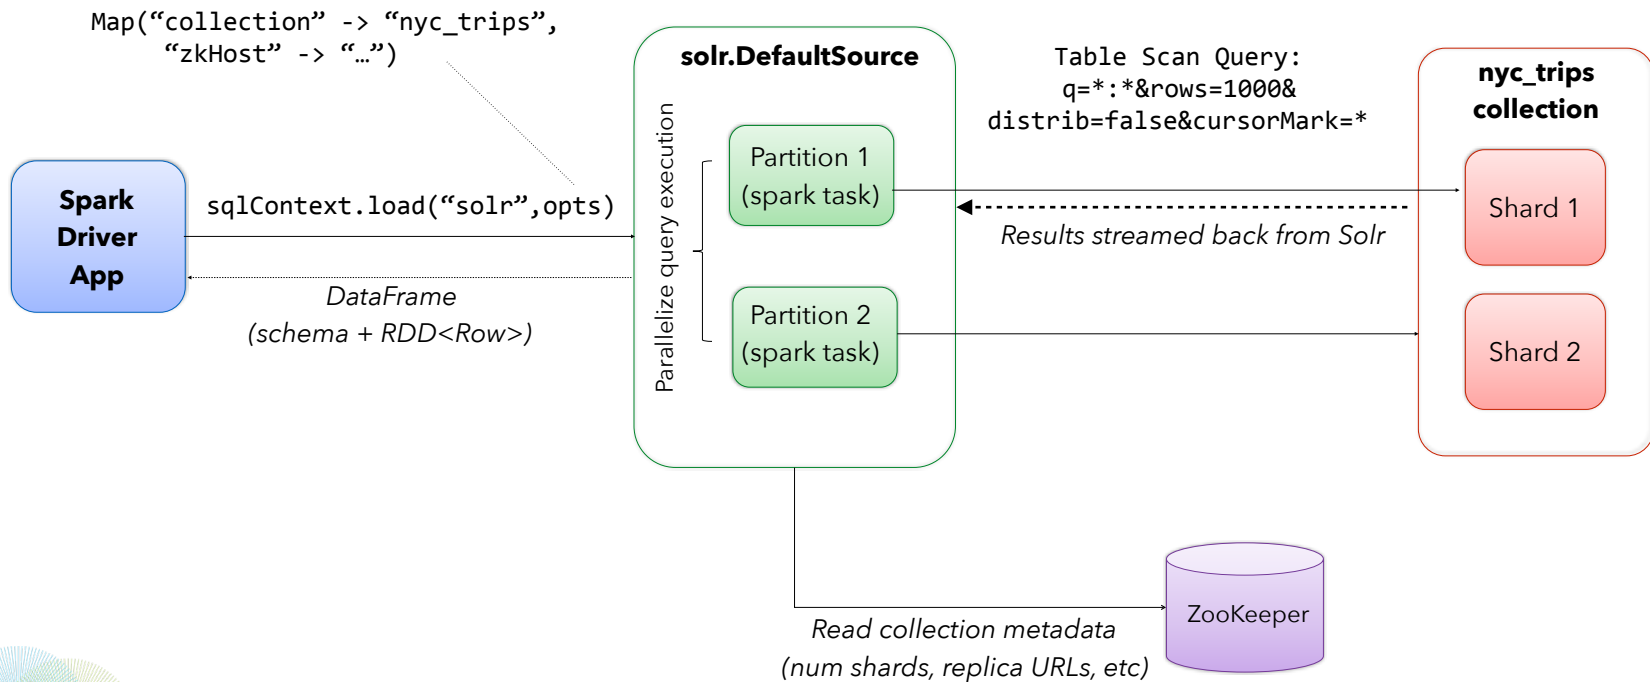 Map(“collection” -> “nyc_trips”,
“zkHost” -> “…”)
Spark
Driver
App
sqlContext.load(“solr”,opts)
DataFrame
(schema + RDD<Row>)
solr.DefaultSource
Parallelize query execution
Partition 1
(spark task)
Partition 2
(spark task)
Table Scan Query:
q=*:*&rows=1000&
distrib=false&cursorMark=*
Results streamed back from Solr
nyc_trips
collection
Shard 1
Shard 2
Read collection metadata
(num shards, replica URLs, etc)
ZooKeeper